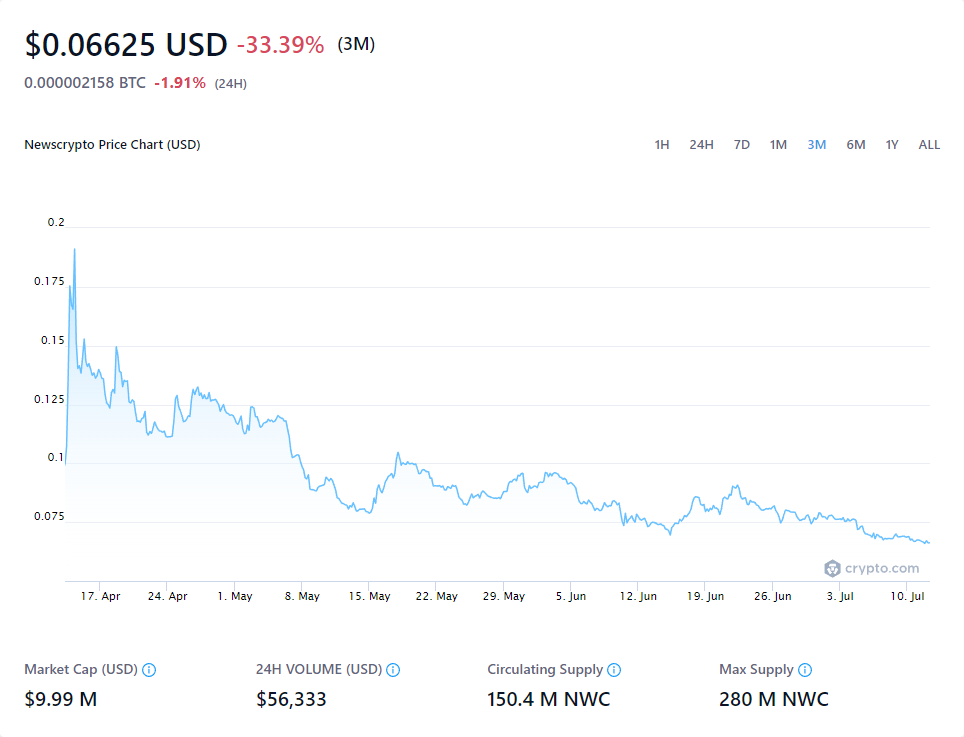 $0.06625 USD -33.39% (3M)
0.000002158 BTC -1.91% (24H)
Newscrypto Price Chart (USD) 1H 24H 7D 1M 3M 6M 1Y ALL
0.2
0.175
0.15
0.125
0.1
0.075
crypto.com
17. Apr 24. Apr 1. May 8. May 15. May 22. May 29. May 5. Jun 12. Jun 19. Jun 26. Jun 3. Jul 10. Jul
Market Cap (USD) 24H VOLUME (USD) Circulating Supply Max Supply
$9.99 M $56,333 150.4 M NWC 280 M NWC